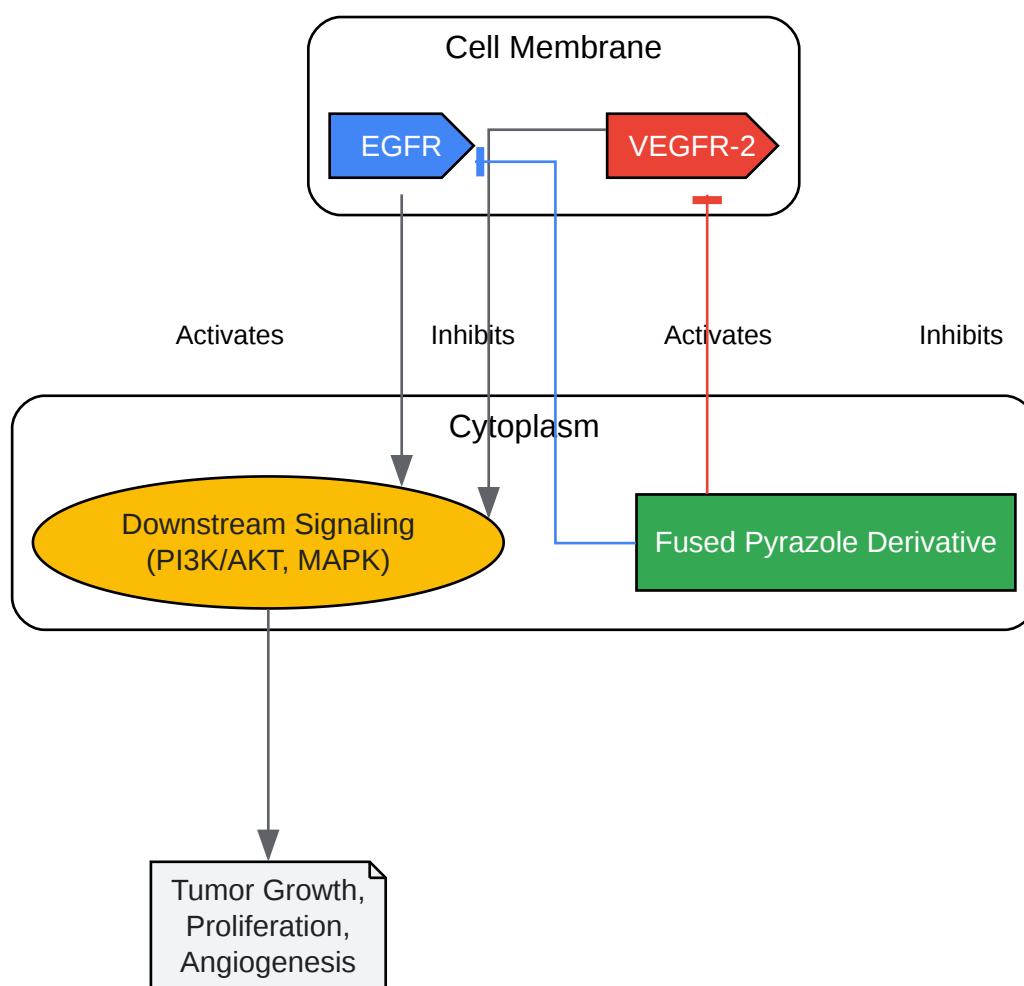 Cell Membrane
EGFR
VEGFR-2
Activates
Inhibits
Activates
Inhibits
Cytoplasm
Downstream Signaling
(PI3K/AKT, MAPK)
Fused Pyrazole Derivative
Tumor Growth,
Proliferation,
Angiogenesis